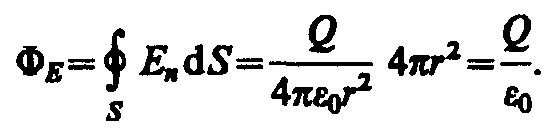 Φ_E = ∮_S E_n dS = Q/(4πε₀r²) 4πr² = Q/ε₀.